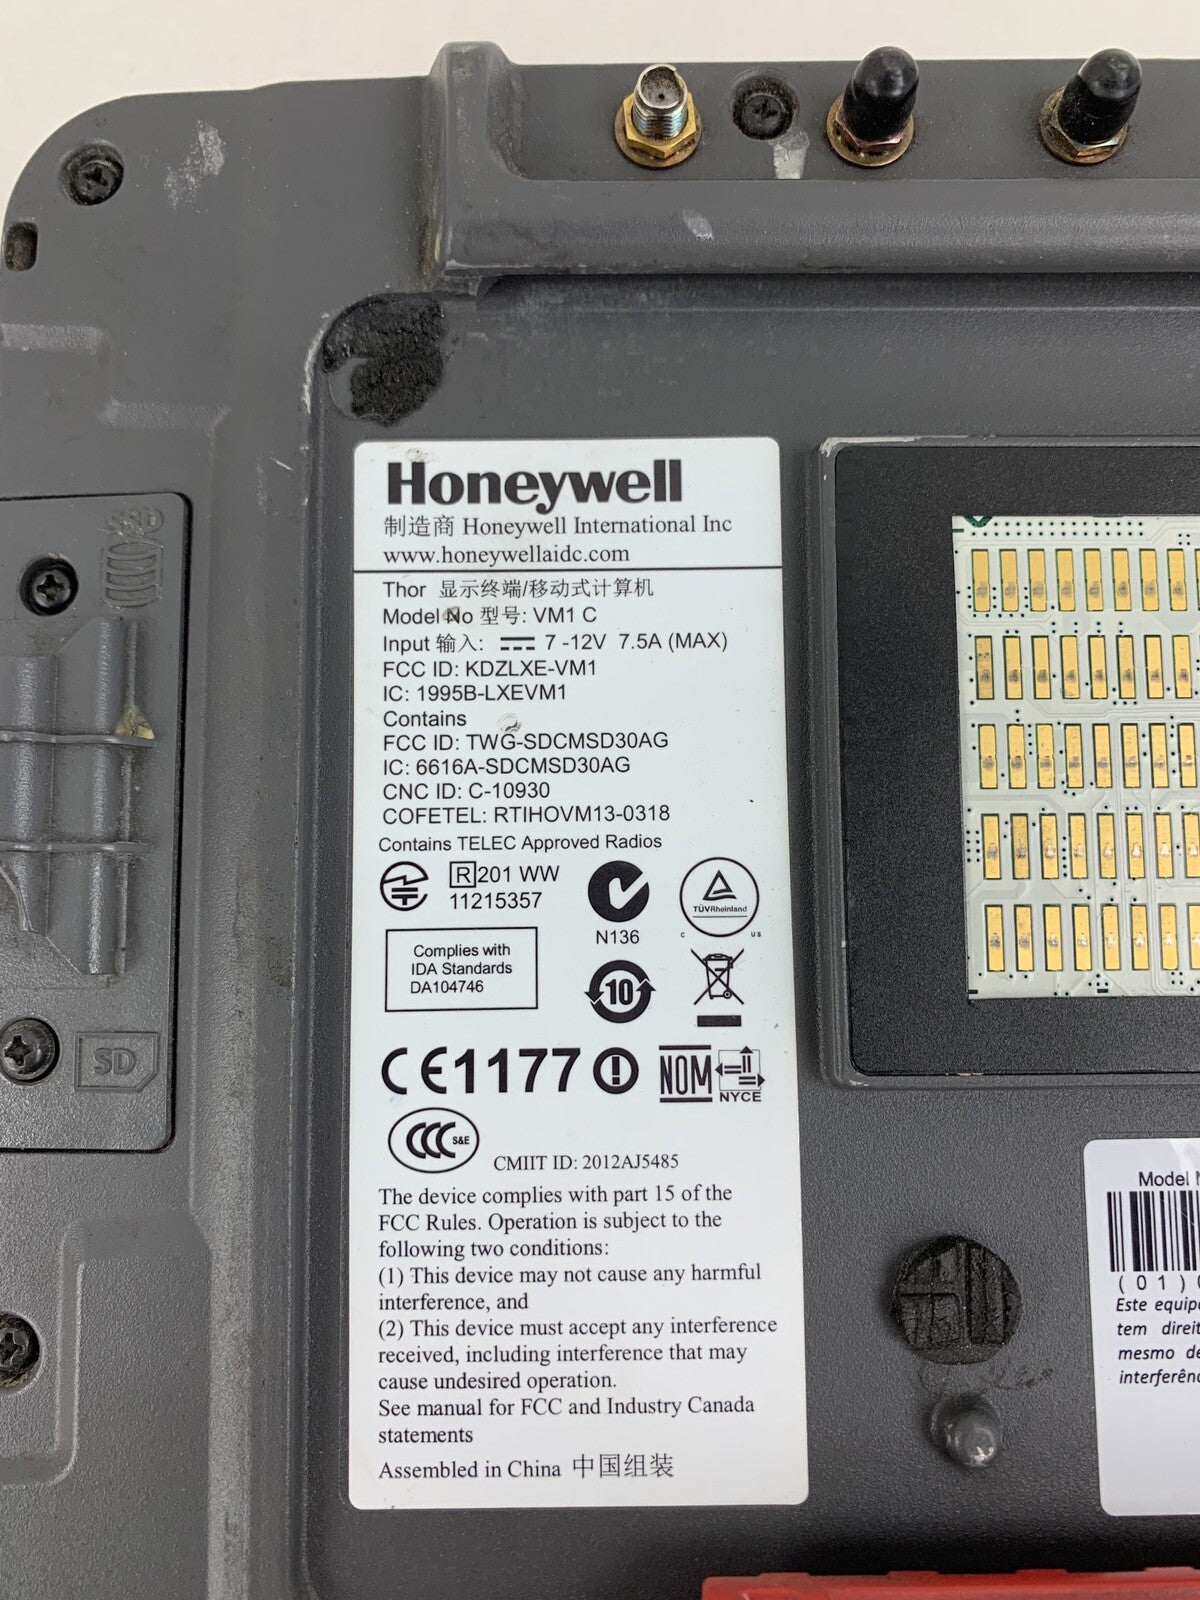 Honeywell
制造商 Honeywell International Inc
www.honeywellaidc.com
Thor 显示终端/移动式计算机
Model No 型号: VM1 C
Input 输入: 7 -12V 7.5A (MAX)
FCC ID: KDZLXE-VM1
IC: 1995B-LXEVM1
Contains
FCC ID: TWG-SDCMSD30AG
IC: 6616A-SDCMSD30AG
CNC ID: C-10930
COFETEL: RTIHOVM13-0318
Contains TELEC Approved Radios
R 201 WW
11215357
N136
TÜVRheinland
C US
Complies with
IDA Standards
DA104746
10
CE1177
NOM
NYCE
CCC S&E
CMIIT ID: 2012AJ5485
The device complies with part 15 of the
FCC Rules. Operation is subject to the
following two conditions:
(1) This device may not cause any harmful
interference, and
(2) This device must accept any interference
received, including interference that may
cause undesired operation.
See manual for FCC and Industry Canada
statements
Assembled in China 中国组装
SSD
SD
Model
(01)
Este
tem
mesmo